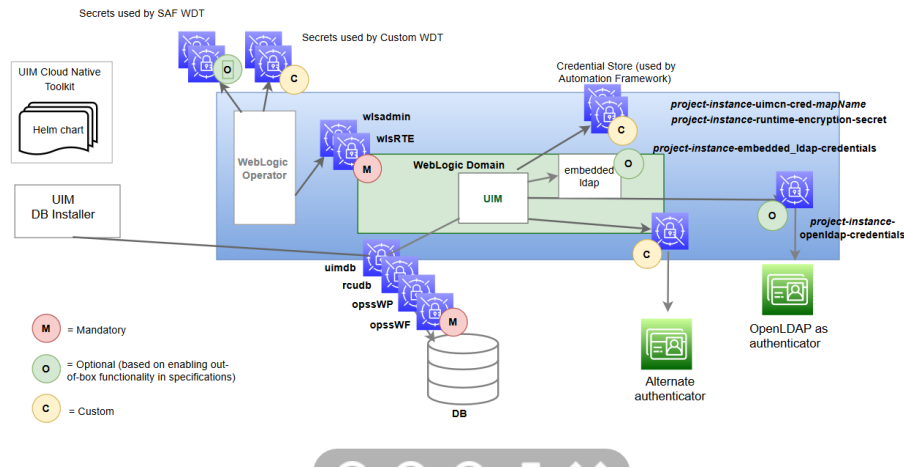 Secrets used by SAF WDT
Secrets used by Custom WDT
UIM Cloud Native
Toolkit
Helm chart
O
C
Credential Store (used by
Automation Framework)
project-instance-uimcn-cred-mapName
project-instance-runtime-encryption-secret
C
wlsadmin
wlsRTE
M
WebLogic
Operator
WebLogic Domain
project-instance-embedded_ldap-credentials
O
embedded
ldap
UIM
UIM
DB Installer
O
project-instance-
openldap-credentials
C
uimdb
rcudb
opssWP
opssWF
M
DB
OpenLDAP as
authenticator
Alternate
authenticator
M = Mandatory
O = Optional (based on enabling out-
of-box functionality in specifications)
C = Custom